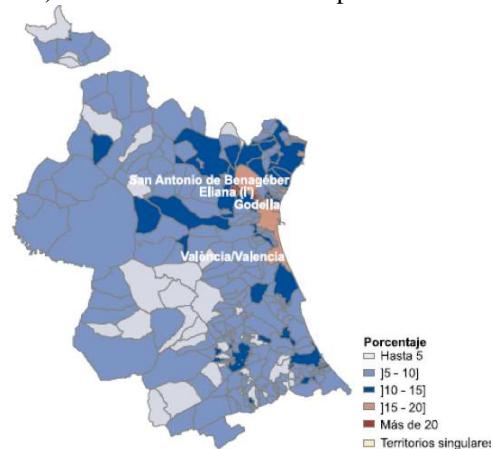 San Antonio de Benagéber
Eliana (l')
Godella
València/Valencia
Porcentaje
Hasta 5
]5 - 10]
]10 - 15]
]15 - 20]
Más de 20
Territorios singulares